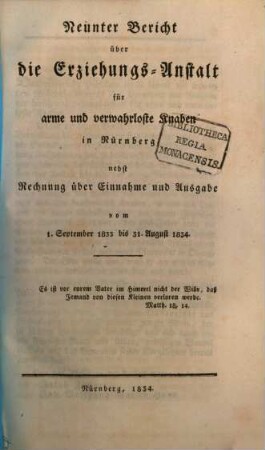 Neunter Bericht
über
die Erziehungs-Anstalt
für
arme und verwahrloste Knaben
in Nürnberg
nebst
Rechnung über Einnahme und Ausgabe
vom
1. September 1833 bis 31. August 1834.
BIBLIOTHECA
REGIA
MONACENSIS.
Es ist vor eurem Vater im Himmel nicht der Wille, daß
Jemand von diesen Kleinen verloren werde.
Matth. 18, 14.
Nürnberg, 1834.